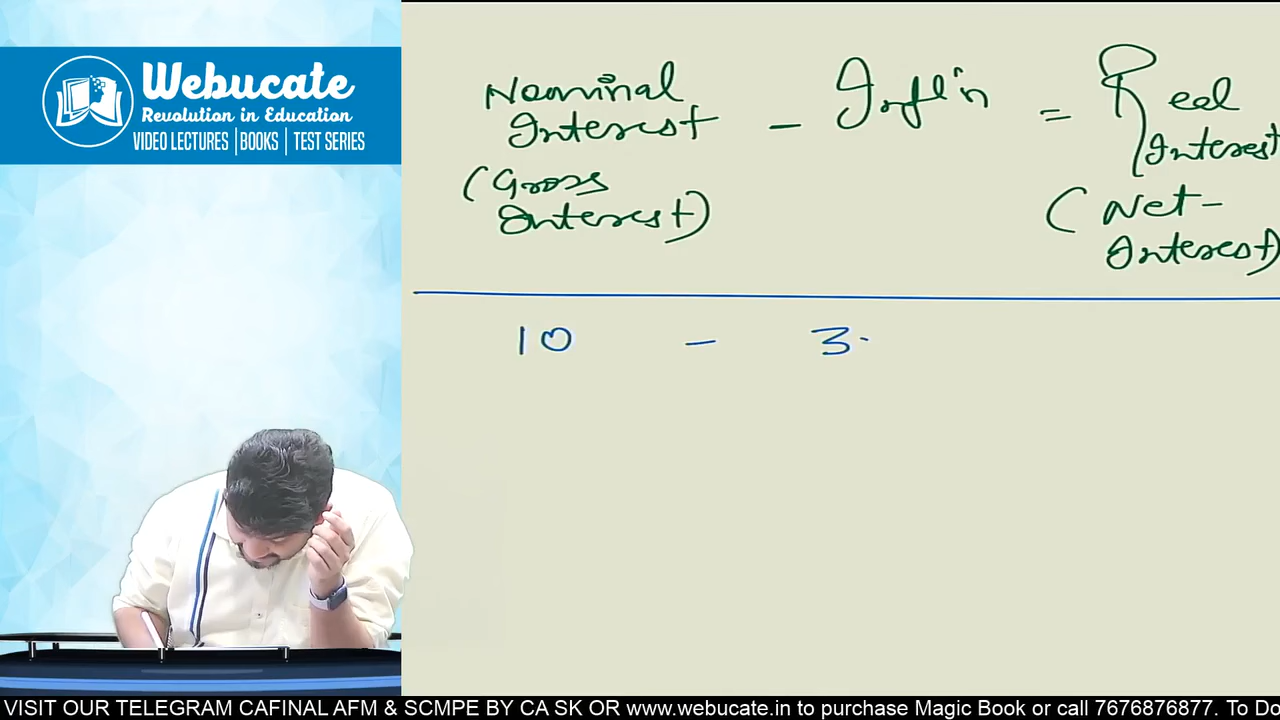 Webucate
Revolution in Education
VIDEO LECTURES | BOOKS | TEST SERIES
Nominal Interest - Infl'n = Real Interest
(Gross Interest) (Net- Interest)
10 - 3.
VISIT OUR TELEGRAM CAFINAL AFM & SCMPE BY CA SK OR www.webucate.in to purchase Magic Book or call 7676876877. To Do